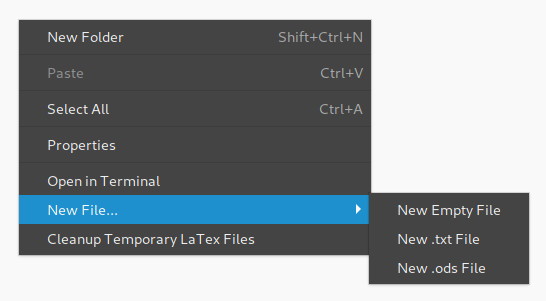 New Folder Shift+Ctrl+N
Paste Ctrl+V
Select All Ctrl+A
Properties
Open in Terminal
New File...
Cleanup Temporary LaTex Files
New Empty File
New .txt File
New .ods File